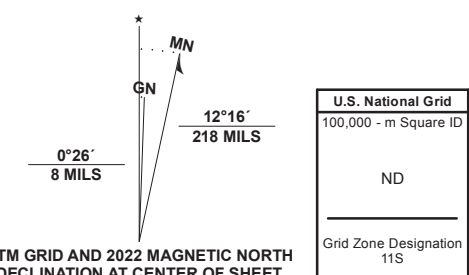 ★
MN
GN
12°16´
218 MILS
0°26´
8 MILS
TM GRID AND 2022 MAGNETIC NORTH
DECLINATION AT CENTER OF SHEET
U.S. National Grid
100,000 - m Square ID
ND
Grid Zone Designation
11S